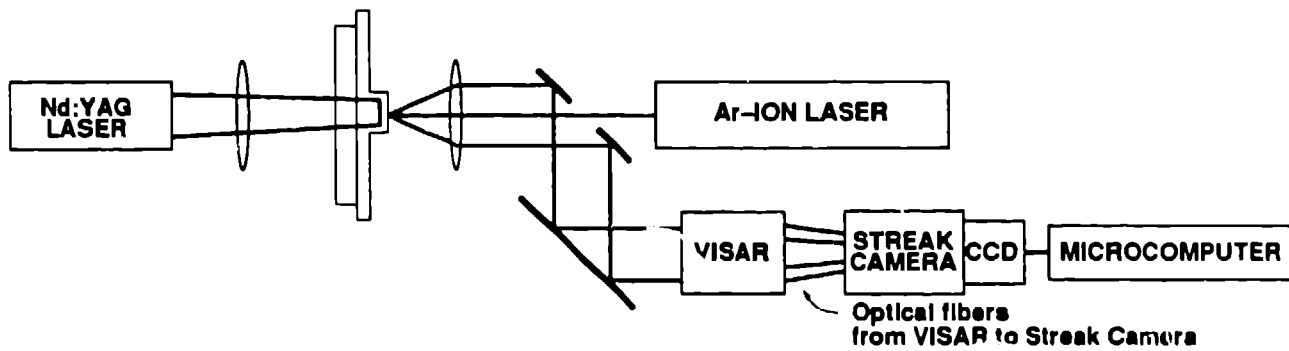 Nd:YAG
LASER
Ar-ION LASER
VISAR
STREAK
CAMERA
CCD
MICROCOMPUTER
Optical fibers
from VISAR to Streak Camera